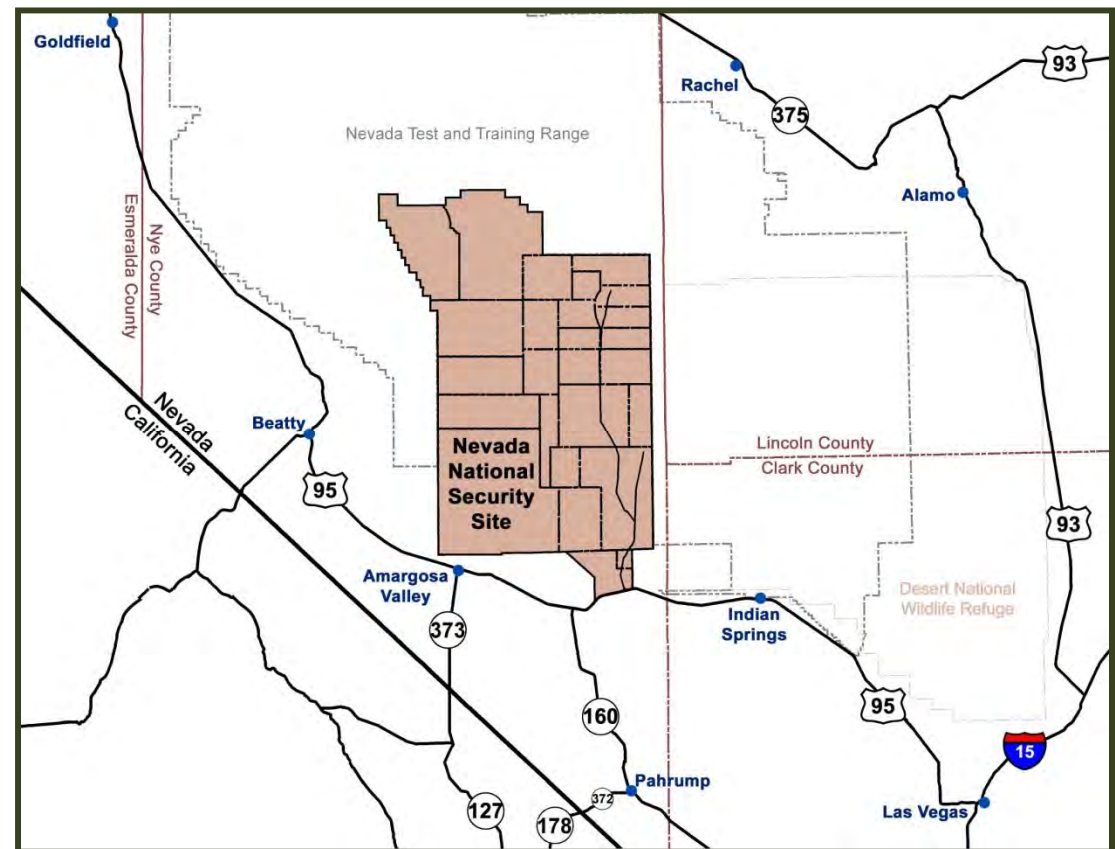 Goldfield
Rachel
93
375
Nevada Test and Training Range
Alamo
Nye County
Esmeralda County
Nevada
California
Beatty
95
Nevada
National
Security
Site
Lincoln County
Clark County
93
Amargosa
Valley
373
Indian
Springs
Desert National
Wildlife Refuge
160
95
15
Pahrump
372
178
127
Las Vegas